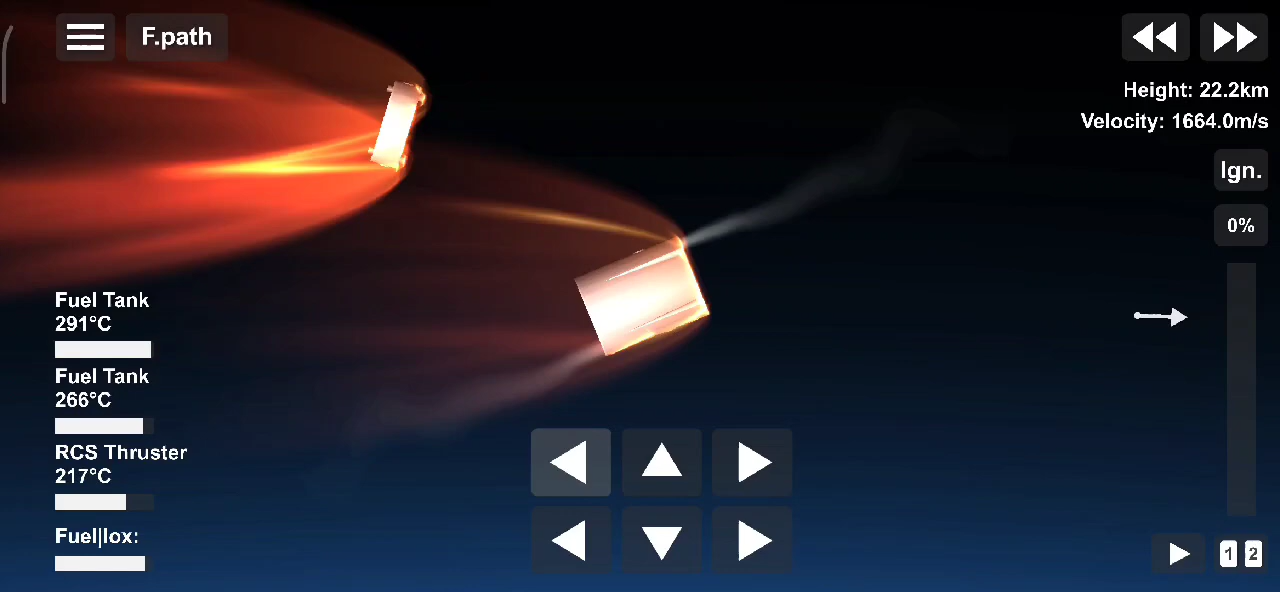 F.path
Height: 22.2km
Velocity: 1664.0m/s
Ign.
0%
Fuel Tank
291°C
Fuel Tank
266°C
RCS Thruster
217°C
Fuel|lox:
1 2